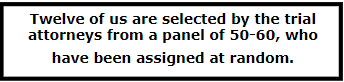 Twelve of us are selected by the trial
attorneys from a panel of 50-60, who
have been assigned at random.